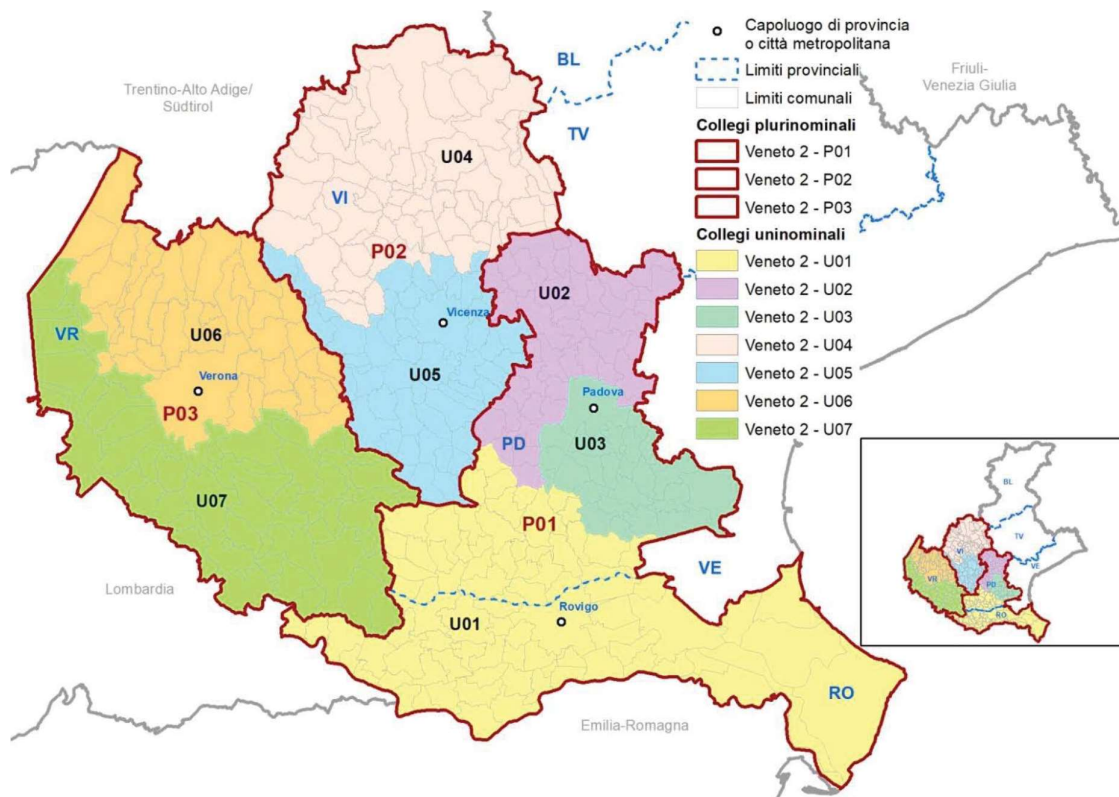 Capoluogo di provincia
o città metropolitana
Limiti provinciali
Limiti comunali
Collegi plurinominali
Veneto 2 - P01
Veneto 2 - P02
Veneto 2 - P03
Collegi uninominali
Veneto 2 - U01
Veneto 2 - U02
Veneto 2 - U03
Veneto 2 - U04
Veneto 2 - U05
Veneto 2 - U06
Veneto 2 - U07
Trentino-Alto Adige/
Südtirol
BL
TV
Friuli-
Venezia Giulia
U04
VI
P02
U02
Vicenza
VR
U06
U05
Verona
P03
Padova
PD
U03
U07
P01
VE
Lombardia
Rovigo
U01
RO
Emilia-Romagna
BL
TV
VE
VI
VR
PD
RO